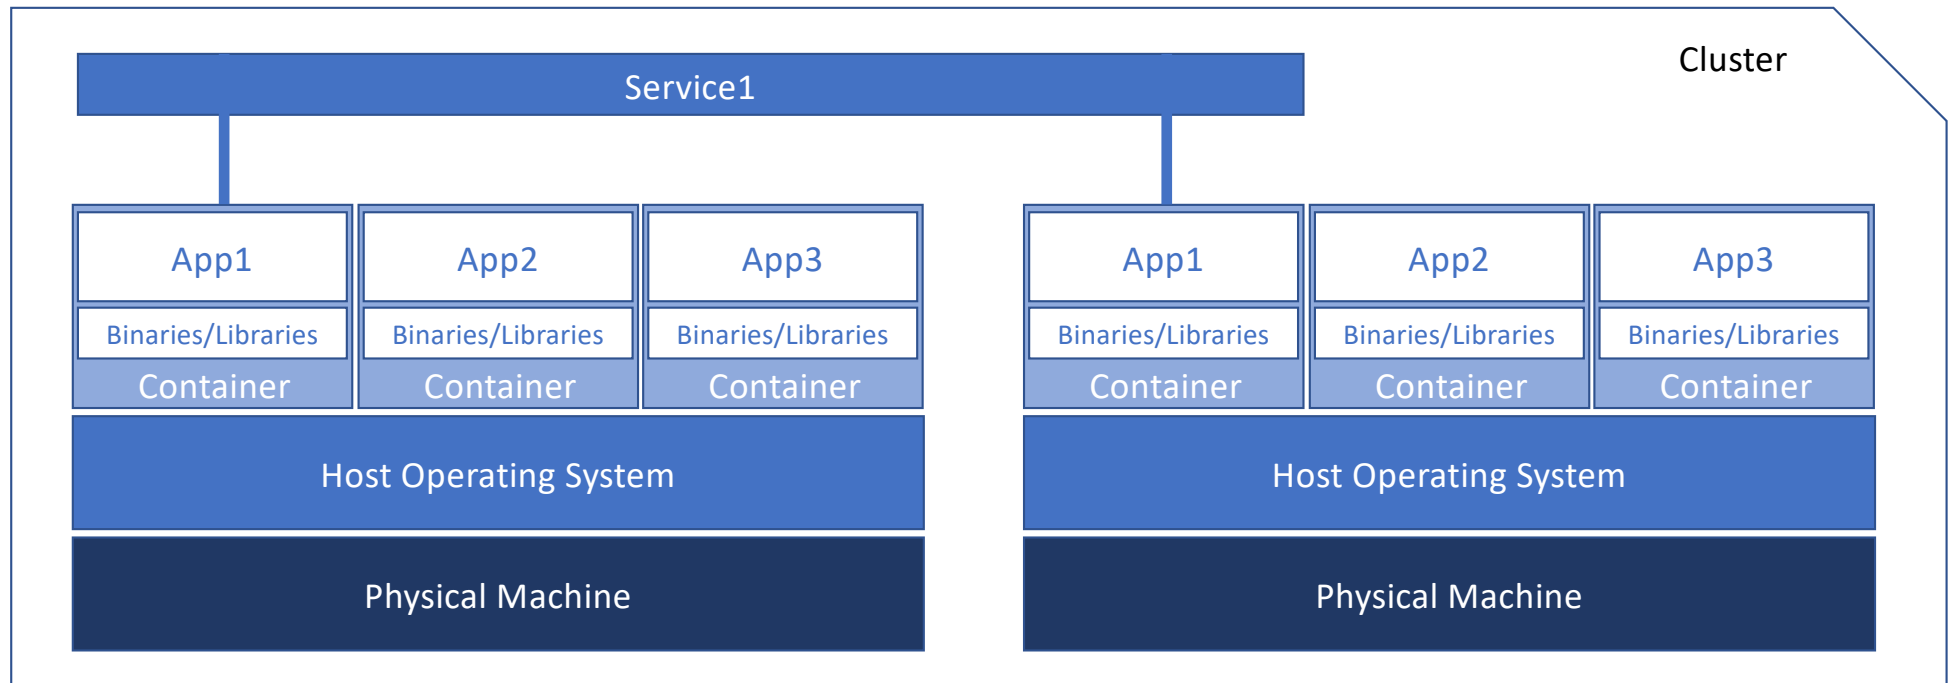 Cluster
Service1
App1
App2
App3
App1
App2
App3
Binaries/Libraries
Binaries/Libraries
Binaries/Libraries
Binaries/Libraries
Binaries/Libraries
Binaries/Libraries
Container
Container
Container
Container
Container
Container
Host Operating System
Host Operating System
Physical Machine
Physical Machine